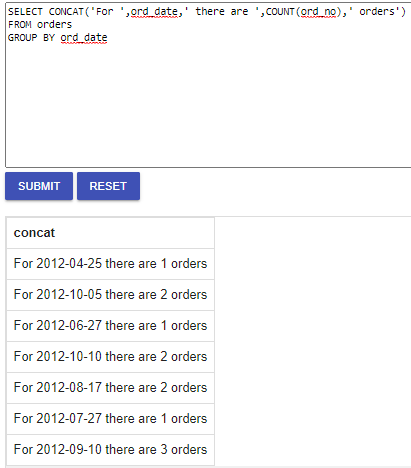 SELECT CONCAT('For ',ord_date,' there are ',COUNT(ord_no),' orders')
FROM orders
GROUP BY ord_date
SUBMIT RESET
concat
For 2012-04-25 there are 1 orders
For 2012-10-05 there are 2 orders
For 2012-06-27 there are 1 orders
For 2012-10-10 there are 2 orders
For 2012-08-17 there are 2 orders
For 2012-07-27 there are 1 orders
For 2012-09-10 there are 3 orders